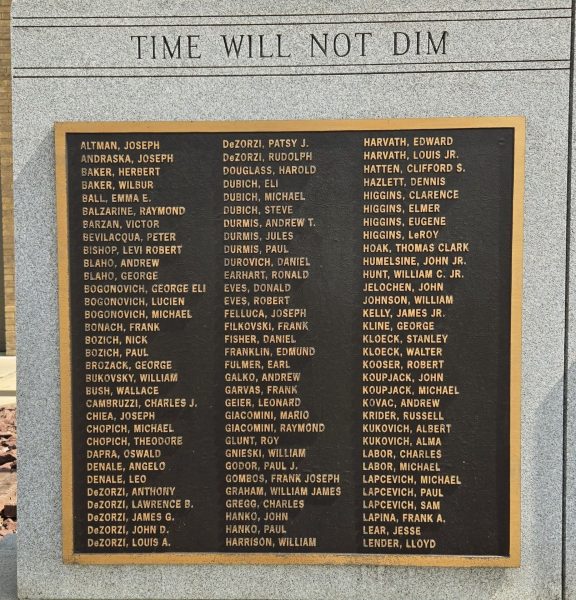 TIME WILL NOT DIM
ALTMAN, JOSEPH
ANDRASKA, JOSEPH
BAKER, HERBERT
BAKER, WILBUR
BALL, EMMA E.
BALZARINE, RAYMOND
BARZAN, VICTOR
BEVILACQUA, PETER
BISHOP, LEVI ROBERT
BLAHO, ANDREW
BLAHO, GEORGE
BOGONOVICH, GEORGE ELI
BOGONOVICH, LUCIEN
BOGONOVICH, MICHAEL
BONACH, FRANK
BOZICH, NICK
BOZICH, PAUL
BROZACK, GEORGE
BUKOVSKY, WILLIAM
BUSH, WALLACE
CAMBRUZZI, CHARLES J.
CHIEA, JOSEPH
CHOPICH, MICHAEL
CHOPICH, THEODORE
DAPRA, OSWALD
DENALE, ANGELO
DENALE, LEO
DeZORZI, ANTHONY
DeZORZI, LAWRENCE B.
DeZORZI, JAMES G.
DeZORZI, JOHN D.
DeZORZI, LOUIS A.
DeZORZI, PATSY J.
DeZORZI, RUDOLPH
DOUGLASS, HAROLD
DUBICH, ELI
DUBICH, MICHAEL
DUBICH, STEVE
DURMIS, ANDREW T.
DURMIS, JULES
DURMIS, PAUL
DUROVICH, DANIEL
EARHART, RONALD
EVES, DONALD
EVES, ROBERT
FELLUCA, JOSEPH
FILKOVSKI, FRANK
FISHER, DANIEL
FRANKLIN, EDMUND
FULMER, EARL
GALKO, ANDREW
GARVAS, FRANK
GEIER, LEONARD
GIACOMINI, MARIO
GIACOMINI, RAYMOND
GLUNT, ROY
GNIESKI, WILLIAM
GODOR, PAUL J.
GOMBOS, FRANK JOSEPH
GRAHAM, WILLIAM JAMES
GREGG, CHARLES
HANKO, JOHN
HANKO, PAUL
HARRISON, WILLIAM
HARVATH, EDWARD
HARVATH, LOUIS JR.
HATTEN, CLIFFORD S.
HAZLETT, DENNIS
HIGGINS, CLARENCE
HIGGINS, ELMER
HIGGINS, EUGENE
HIGGINS, LeROY
HOAK, THOMAS CLARK
HUMELSINE, JOHN JR.
HUNT, WILLIAM C. JR.
JELOCHEN, JOHN
JOHNSON, WILLIAM
KELLY, JAMES JR.
KLINE, GEORGE
KLOECK, STANLEY
KLOECK, WALTER
KOOSER, ROBERT
KOUPJACK, JOHN
KOUPJACK, MICHAEL
KOVAC, ANDREW
KRIDER, RUSSELL
KUKOVICH, ALBERT
KUKOVICH, ALMA
LABOR, CHARLES
LABOR, MICHAEL
LAPCEVICH, MICHAEL
LAPCEVICH, PAUL
LAPCEVICH, SAM
LAPINA, FRANK A.
LEAR, JESSE
LENDER, LLOYD